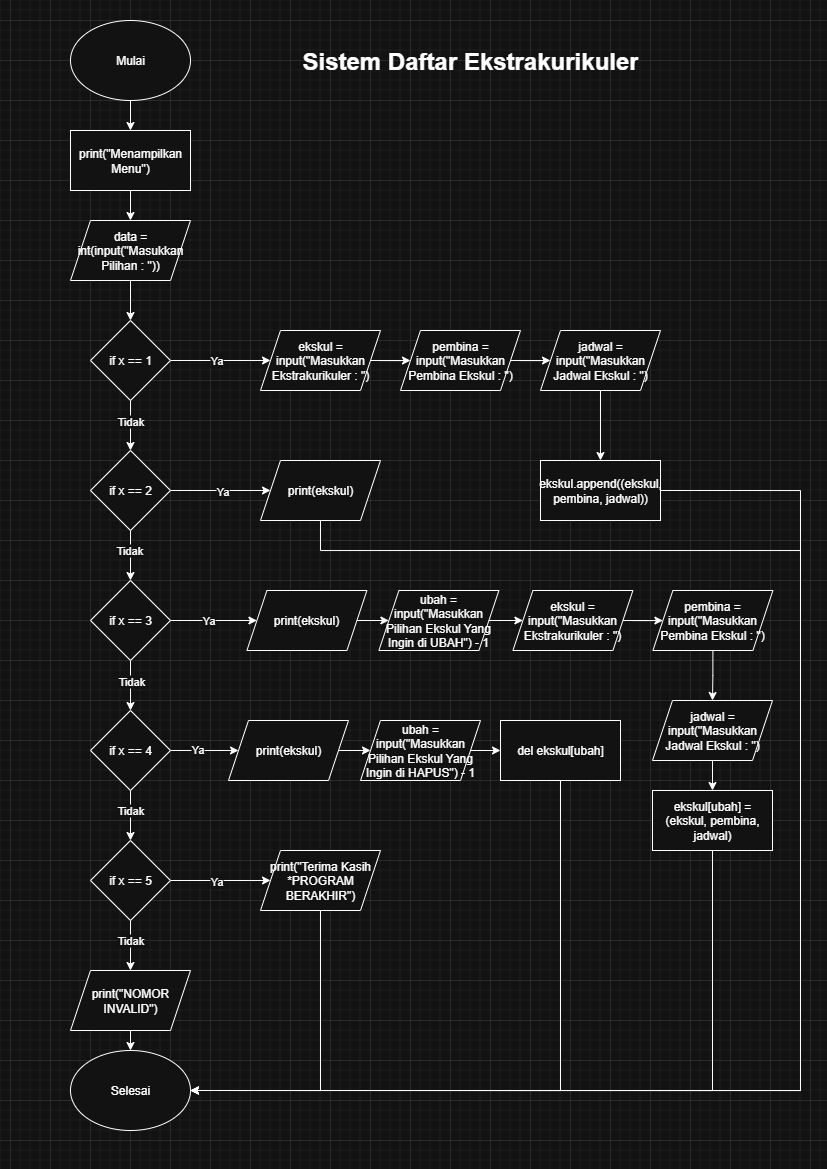 Mulai
Sistem Daftar Ekstrakurikuler
print("Menampilkan
Menu")
data =
int(input("Masukkan
Pilihan : "))
if x == 1
Ya
ekskul =
input("Masukkan
Ekstrakurikuler : ")
pembina =
input("Masukkan
Pembina Ekskul : ")
jadwal =
input("Masukkan
Jadwal Ekskul : ")
Tidak
if x == 2
Ya
print(ekskul)
ekskul.append((ekskul,
pembina, jadwal))
Tidak
if x == 3
Ya
print(ekskul)
ubah =
input("Masukkan
Pilihan Ekskul Yang
Ingin di UBAH") - 1
ekskul =
input("Masukkan
Ekstrakurikuler : ")
pembina =
input("Masukkan
Pembina Ekskul : ")
Tidak
jadwal =
input("Masukkan
Jadwal Ekskul : ")
if x == 4
Ya
print(ekskul)
ubah =
input("Masukkan
Pilihan Ekskul Yang
Ingin di HAPUS") - 1
del ekskul[ubah]
ekskul[ubah] =
(ekskul, pembina,
jadwal)
Tidak
if x == 5
Ya
print("Terima Kasih
*PROGRAM
BERAKHIR")
Tidak
print("NOMOR
INVALID")
Selesai